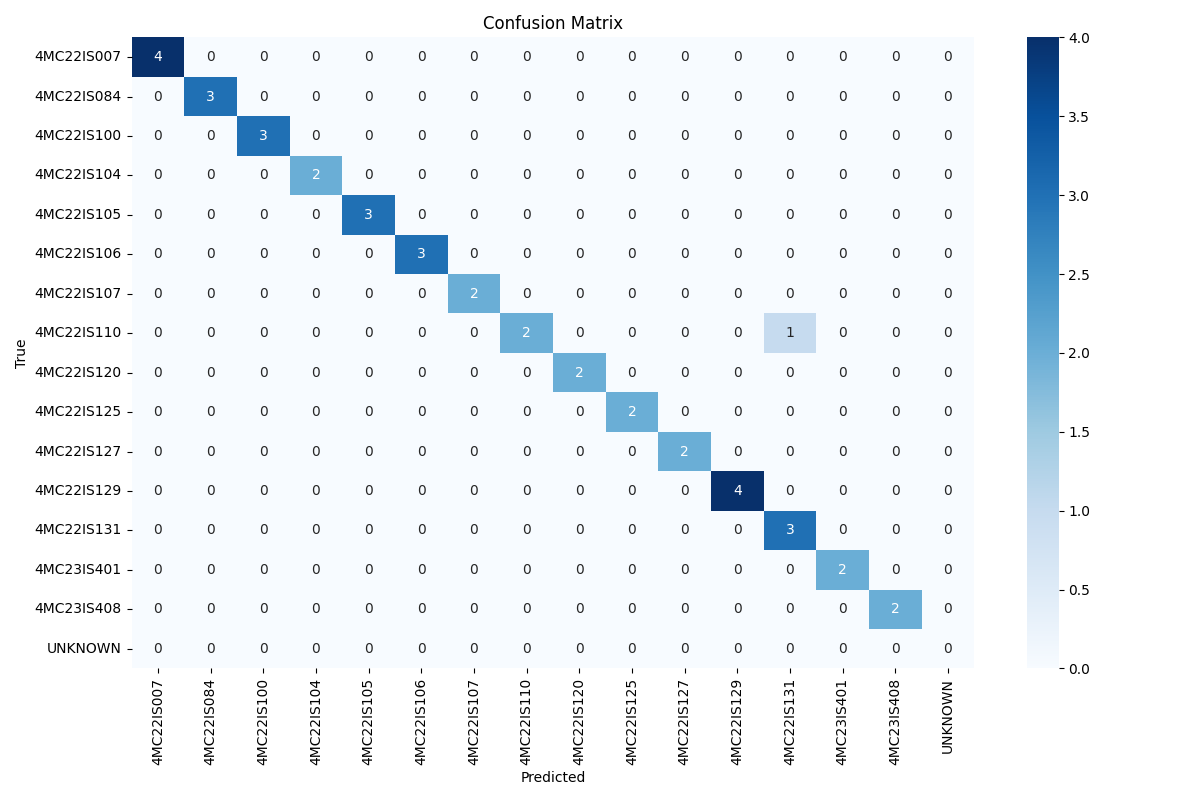 Confusion Matrix
True
4MC22IS007 4 0 0 0 0 0 0 0 0 0 0 0 0 0 0 0
4MC22IS084 0 3 0 0 0 0 0 0 0 0 0 0 0 0 0 0
4MC22IS100 0 0 3 0 0 0 0 0 0 0 0 0 0 0 0 0
4MC22IS104 0 0 0 2 0 0 0 0 0 0 0 0 0 0 0 0
4MC22IS105 0 0 0 0 3 0 0 0 0 0 0 0 0 0 0 0
4MC22IS106 0 0 0 0 0 3 0 0 0 0 0 0 0 0 0 0
4MC22IS107 0 0 0 0 0 0 2 0 0 0 0 0 0 0 0 0
4MC22IS110 0 0 0 0 0 0 0 2 0 0 0 0 1 0 0 0
4MC22IS120 0 0 0 0 0 0 0 0 2 0 0 0 0 0 0 0
4MC22IS125 0 0 0 0 0 0 0 0 0 2 0 0 0 0 0 0
4MC22IS127 0 0 0 0 0 0 0 0 0 0 2 0 0 0 0 0
4MC22IS129 0 0 0 0 0 0 0 0 0 0 0 4 0 0 0 0
4MC22IS131 0 0 0 0 0 0 0 0 0 0 0 0 3 0 0 0
4MC23IS401 0 0 0 0 0 0 0 0 0 0 0 0 0 2 0 0
4MC23IS408 0 0 0 0 0 0 0 0 0 0 0 0 0 0 2 0
UNKNOWN 0 0 0 0 0 0 0 0 0 0 0 0 0 0 0 0
4MC22IS007
4MC22IS084
4MC22IS100
4MC22IS104
4MC22IS105
4MC22IS106
4MC22IS107
4MC22IS110
4MC22IS120
4MC22IS125
4MC22IS127
4MC22IS129
4MC22IS131
4MC23IS401
4MC23IS408
UNKNOWN
Predicted
4.0
3.5
3.0
2.5
2.0
1.5
1.0
0.5
0.0